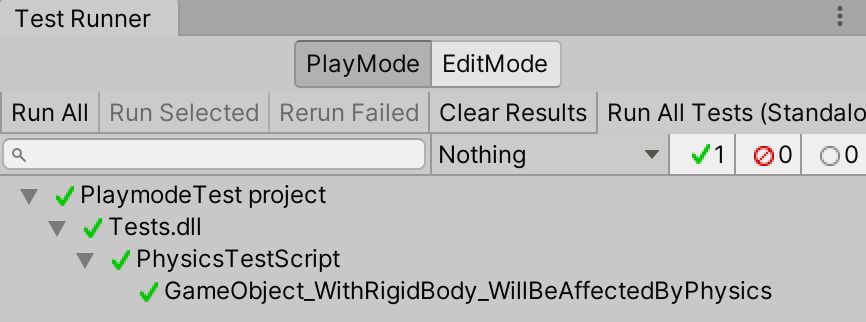 Test Runner
PlayMode EditMode
Run All Run Selected Rerun Failed Clear Results Run All Tests (Standalo
Nothing 1 0 0
PlaymodeTest project
Tests.dll
PhysicsTestScript
GameObject_WithRigidBody_WillBeAffectedByPhysics